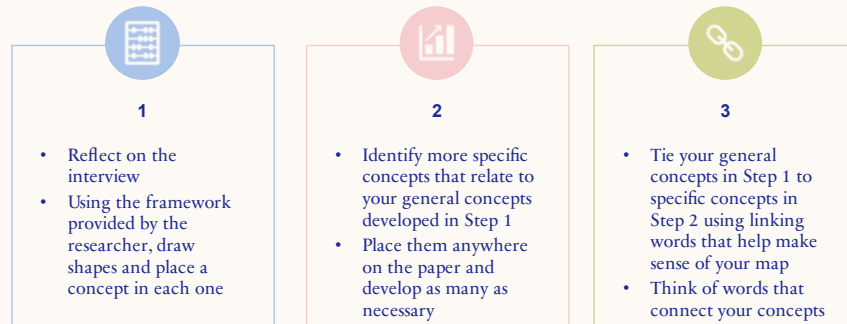 1
• Reflect on the
interview
• Using the framework
provided by the
researcher, draw
shapes and place a
concept in each one
2
• Identify more specific
concepts that relate to
your general concepts
developed in Step 1
• Place them anywhere
on the paper and
develop as many as
necessary
3
• Tie your general
concepts in Step 1 to
specific concepts in
Step 2 using linking
words that help make
sense of your map
• Think of words that
connect your concepts